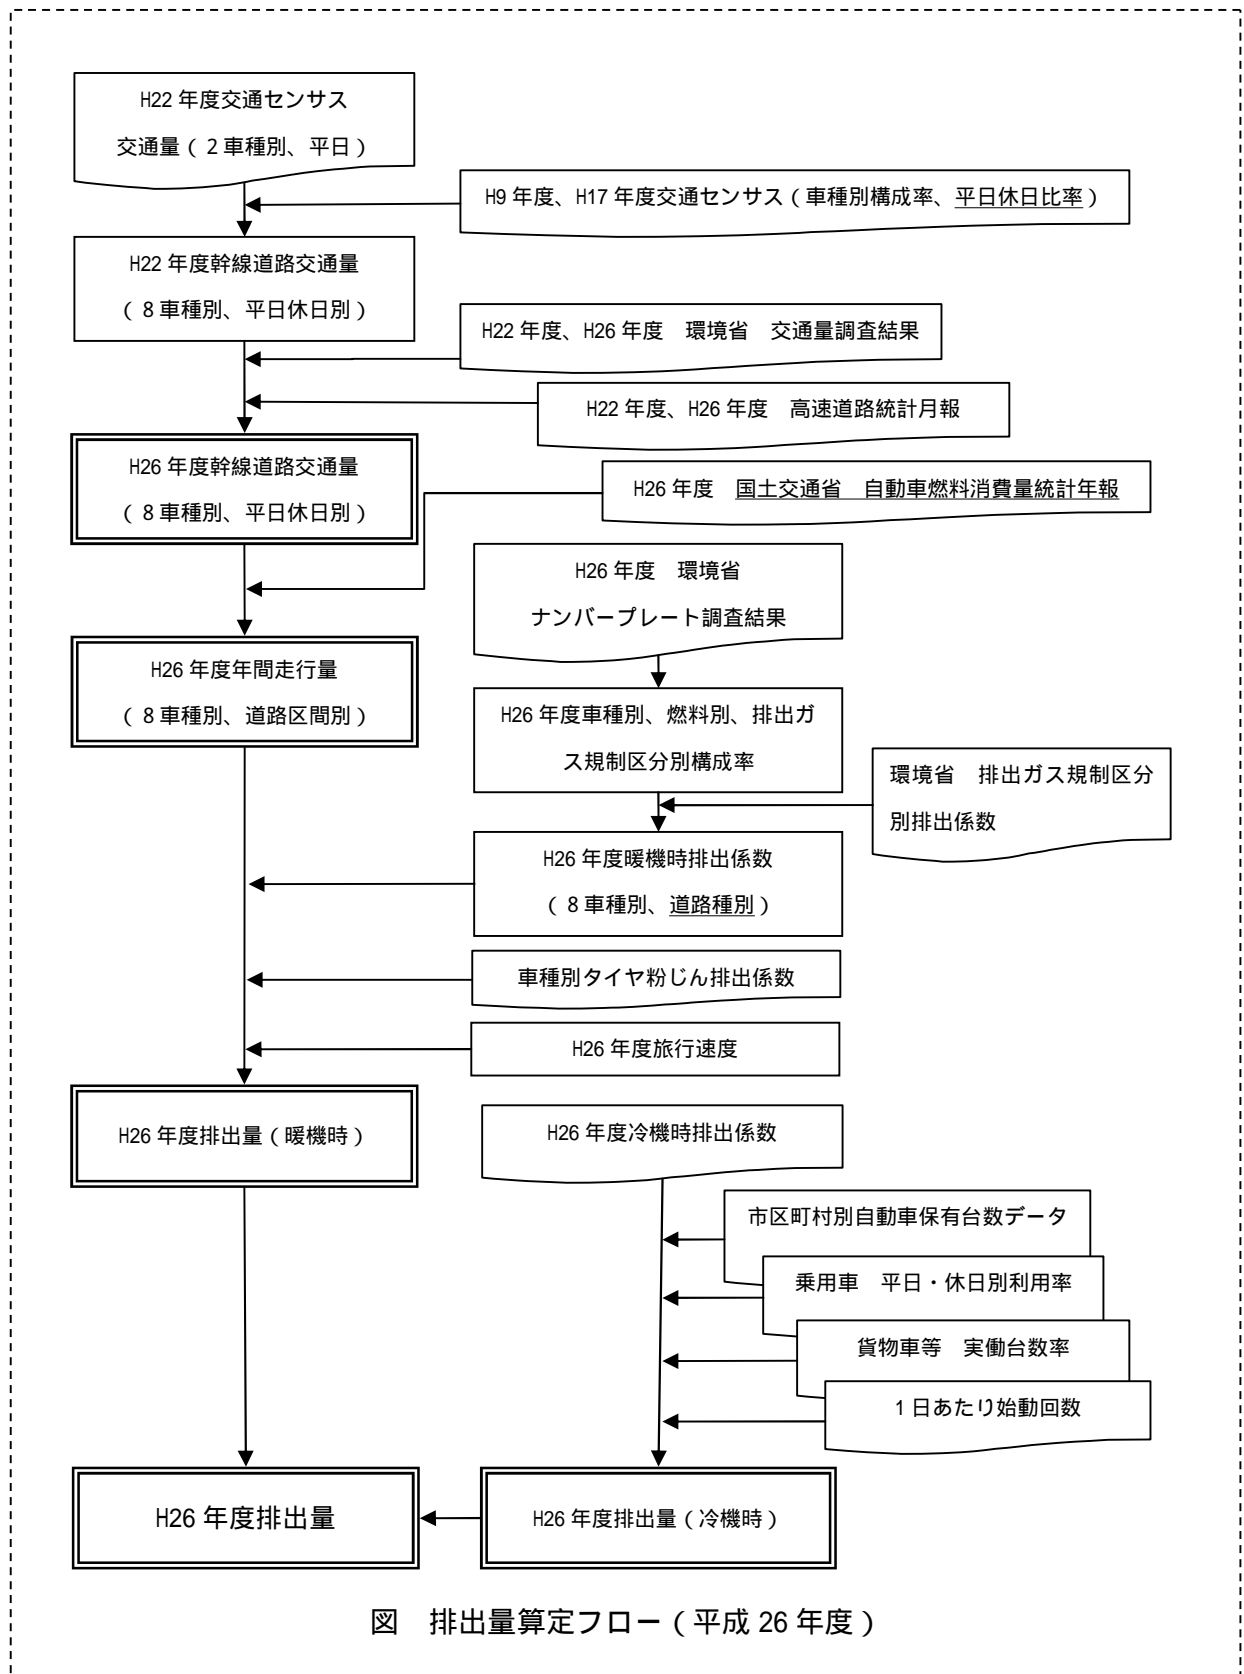 H22 年度交通センサス
交通量（2 車種別、平日）
H9 年度、H17 年度交通センサス（車種別構成率、平日休日比率）
H22 年度幹線道路交通量
（8 車種別、平日休日別）
H22 年度、H26 年度　環境省　交通量調査結果
H22 年度、H26 年度　高速道路統計月報
H26 年度幹線道路交通量
（8 車種別、平日休日別）
H26 年度　国土交通省　自動車燃料消費量統計年報
H26 年度　環境省
ナンバープレート調査結果
H26 年度年間走行量
（8 車種別、道路区間別）
H26 年度車種別、燃料別、排出ガ
ス規制区分別構成率
環境省　排出ガス規制区分
別排出係数
H26 年度暖機時排出係数
（8 車種別、道路種別）
車種別タイヤ粉じん排出係数
H26 年度旅行速度
H26 年度排出量（暖機時）
H26 年度冷機時排出係数
市区町村別自動車保有台数データ
乗用車　平日・休日別利用率
貨物車等　実働台数率
1 日あたり始動回数
H26 年度排出量
H26 年度排出量（冷機時）
図　排出量算定フロー（平成 26 年度）